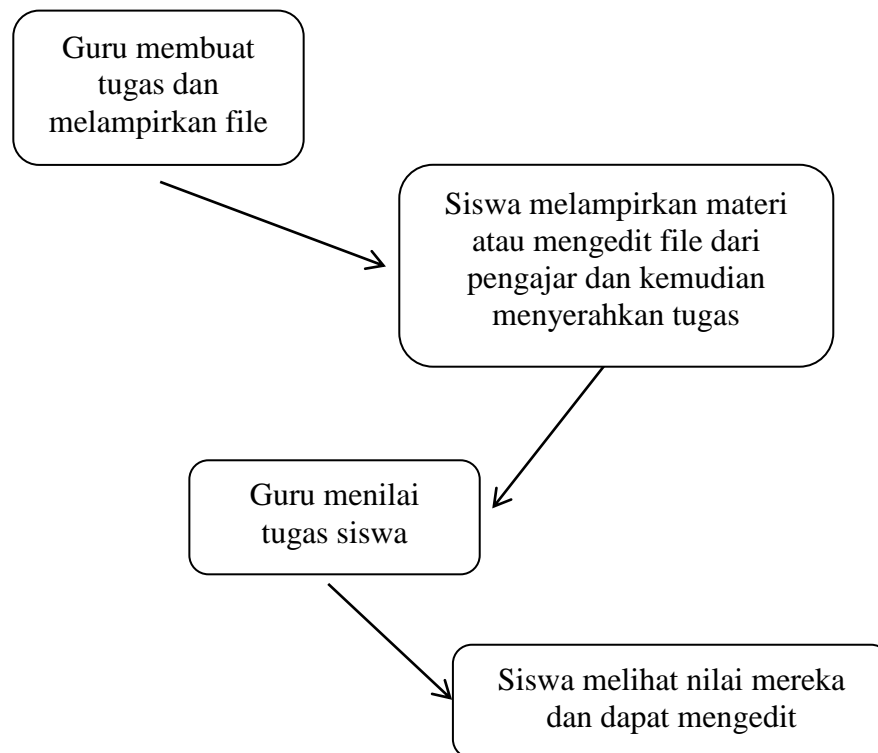 Guru membuat
tugas dan
melampirkan file
Siswa melampirkan materi
atau mengedit file dari
pengajar dan kemudian
menyerahkan tugas
Guru menilai
tugas siswa
Siswa melihat nilai mereka
dan dapat mengedit